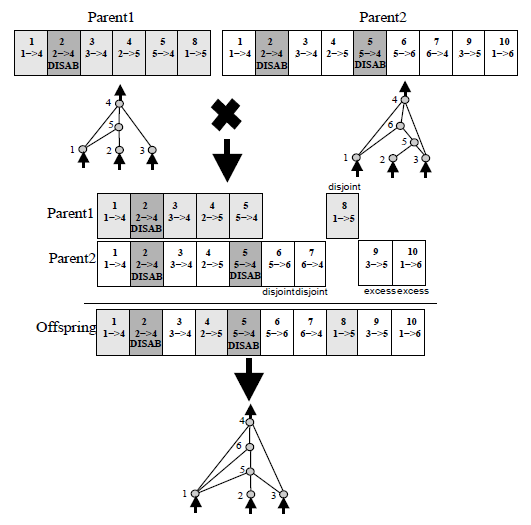 Parent1 Parent2
1 2 3 4 5 8 1 2 3 4 5 6 7 9 10
1−>4 2−>4 3−>4 2−>5 5−>4 1−>5 1−>4 2−>4 3−>4 2−>5 5−>4 5−>6 6−>4 3−>5 1−>6
DISAB DISAB DISAB
4 4
5 6
5
1 2 3 1 2 3
disjoint
Parent1 1 2 3 4 5 8
1−>4 2−>4 3−>4 2−>5 5−>4 1−>5
DISAB
Parent2 1 2 3 4 5 6 7 9 10
1−>4 2−>4 3−>4 2−>5 5−>4 5−>6 6−>4 3−>5 1−>6
DISAB DISAB
disjoint disjoint excess excess
Offspring 1 2 3 4 5 6 7 8 9 10
1−>4 2−>4 3−>4 2−>5 5−>4 5−>6 6−>4 1−>5 3−>5 1−>6
DISAB DISAB
4
6
5
1 2 3